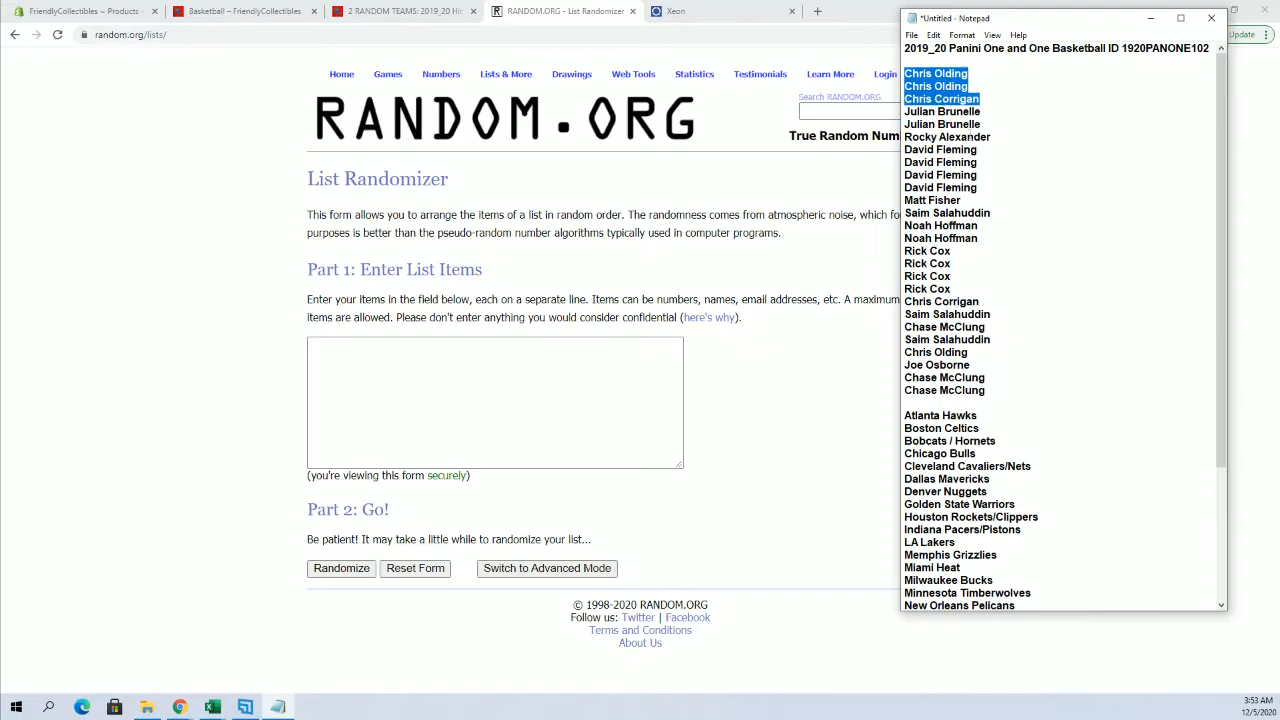 FriendlyCollectibles ~ Products ~
Basketball ~ FriendlyCollectibles
2 RANDOM TEAMS: 2019_20 Hit
RANDOM.ORG - List Randomizer
Xeon
random.org/lists/
Update
Home Games Numbers Lists & More Drawings Web Tools Statistics Testimonials Learn More Login
RANDOM.ORG
Search RANDOM.ORG
True Random Num
List Randomizer
This form allows you to arrange the items of a list in random order. The randomness comes from atmospheric noise, which fo
purposes is better than the pseudo-random number algorithms typically used in computer programs.
Part 1: Enter List Items
Enter your items in the field below, each on a separate line. Items can be numbers, names, email addresses, etc. A maximum
items are allowed. Please don't enter anything you would consider confidential (here's why).
(you're viewing this form securely)
Part 2: Go!
Be patient! It may take a little while to randomize your list...
Randomize Reset Form Switch to Advanced Mode
© 1998-2020 RANDOM.ORG
Follow us: Twitter | Facebook
Terms and Conditions
About Us
*Untitled - Notepad
File Edit Format View Help
2019_20 Panini One and One Basketball ID 1920PANONE102
Chris Olding
Chris Olding
Chris Corrigan
Julian Brunelle
Julian Brunelle
Rocky Alexander
David Fleming
David Fleming
David Fleming
David Fleming
Matt Fisher
Saim Salahuddin
Noah Hoffman
Noah Hoffman
Rick Cox
Rick Cox
Rick Cox
Rick Cox
Chris Corrigan
Saim Salahuddin
Chase McClung
Saim Salahuddin
Chris Olding
Joe Osborne
Chase McClung
Chase McClung
Atlanta Hawks
Boston Celtics
Bobcats / Hornets
Chicago Bulls
Cleveland Cavaliers/Nets
Dallas Mavericks
Denver Nuggets
Golden State Warriors
Houston Rockets/Clippers
Indiana Pacers/Pistons
LA Lakers
Memphis Grizzlies
Miami Heat
Milwaukee Bucks
Minnesota Timberwolves
New Orleans Pelicans
3:53 AM
12/5/2020